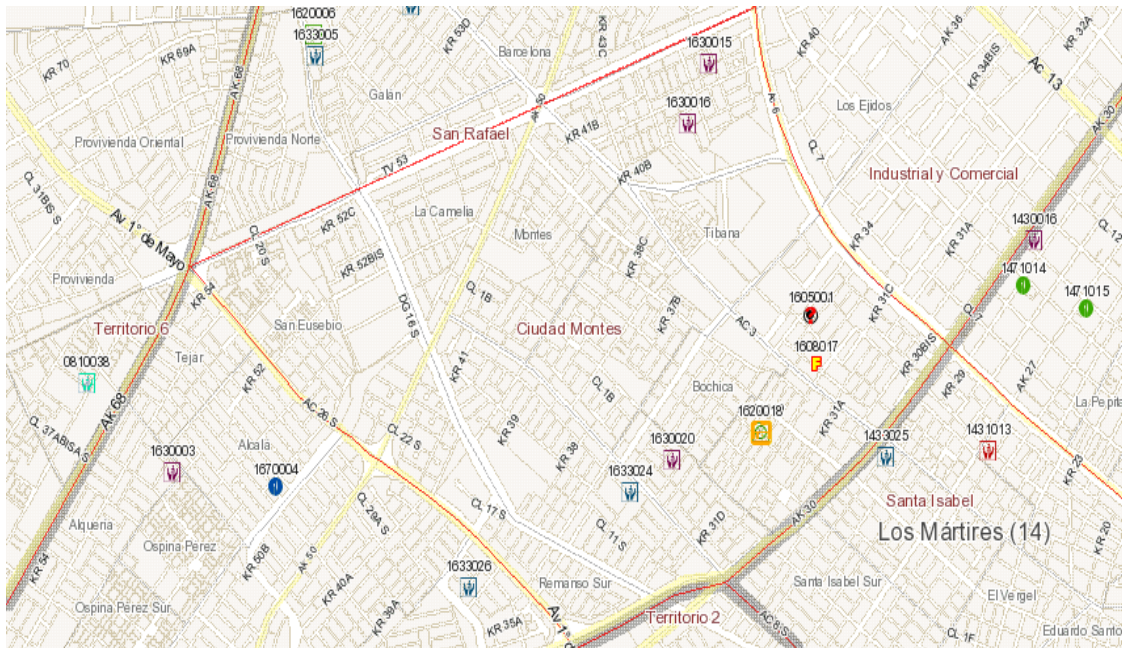 1620006
1633005
KR 53D
Barcelona
KR 43C
1630015
KR 40
AK 36
KR 32A
KR 70
KR 69A
AK 68
KR 34BIS
Ac. 13
Galan
AK 50
1630016
A. 6
Los Ejidos
AK 30
Provivienda Oriental
Provivienda Norte
San Rafael
KR 41B
CL 7
TV 53
KR 40B
Industrial y Comercial
CL 31BIS S
AK 68
Av 1° de Mayo
CL 20 S
KR 52C
La Camelia
Montes
KR 38C
Tibana
KR 34
KR 31A
1430016
CL 12
Provivienda
KR 52BIS
1471014
KR 54
CL 1B
DG 16 S
KR 37B
1605001
KR 31C
1471015
Territorio 6
San Eusebio
Ciudad Montes
AC 3
Tejar
1608017
KR 30BIS
0810038
KR 52
KR 41
CL 1B
Bochica
KR 29
AK 27
AK 68
AC 26 S
KR 39
1620018
KR 31A
La Pepita
CL 37ABISA S
Alcala
CL 22 S
KR 38
1630020
1433025
1431013
1630003
1670004
1633024
KR 23
CL 29A S
CL 17 S
AK 30
Santa Isabel
Alquena
CL 11 S
KR 31D
KR 20
Los Mártires (14)
Ospina Perez
KR 50B
AK 50
KR 54
1633026
KR 40A
Remanso Sur
Santa Isabel Sur
Ospina Pérez Sur
KR 39A
El Vergel
KR 35A
Av 1°
Territorio 2
AC 8 S
CL 1F
Eduardo Santo